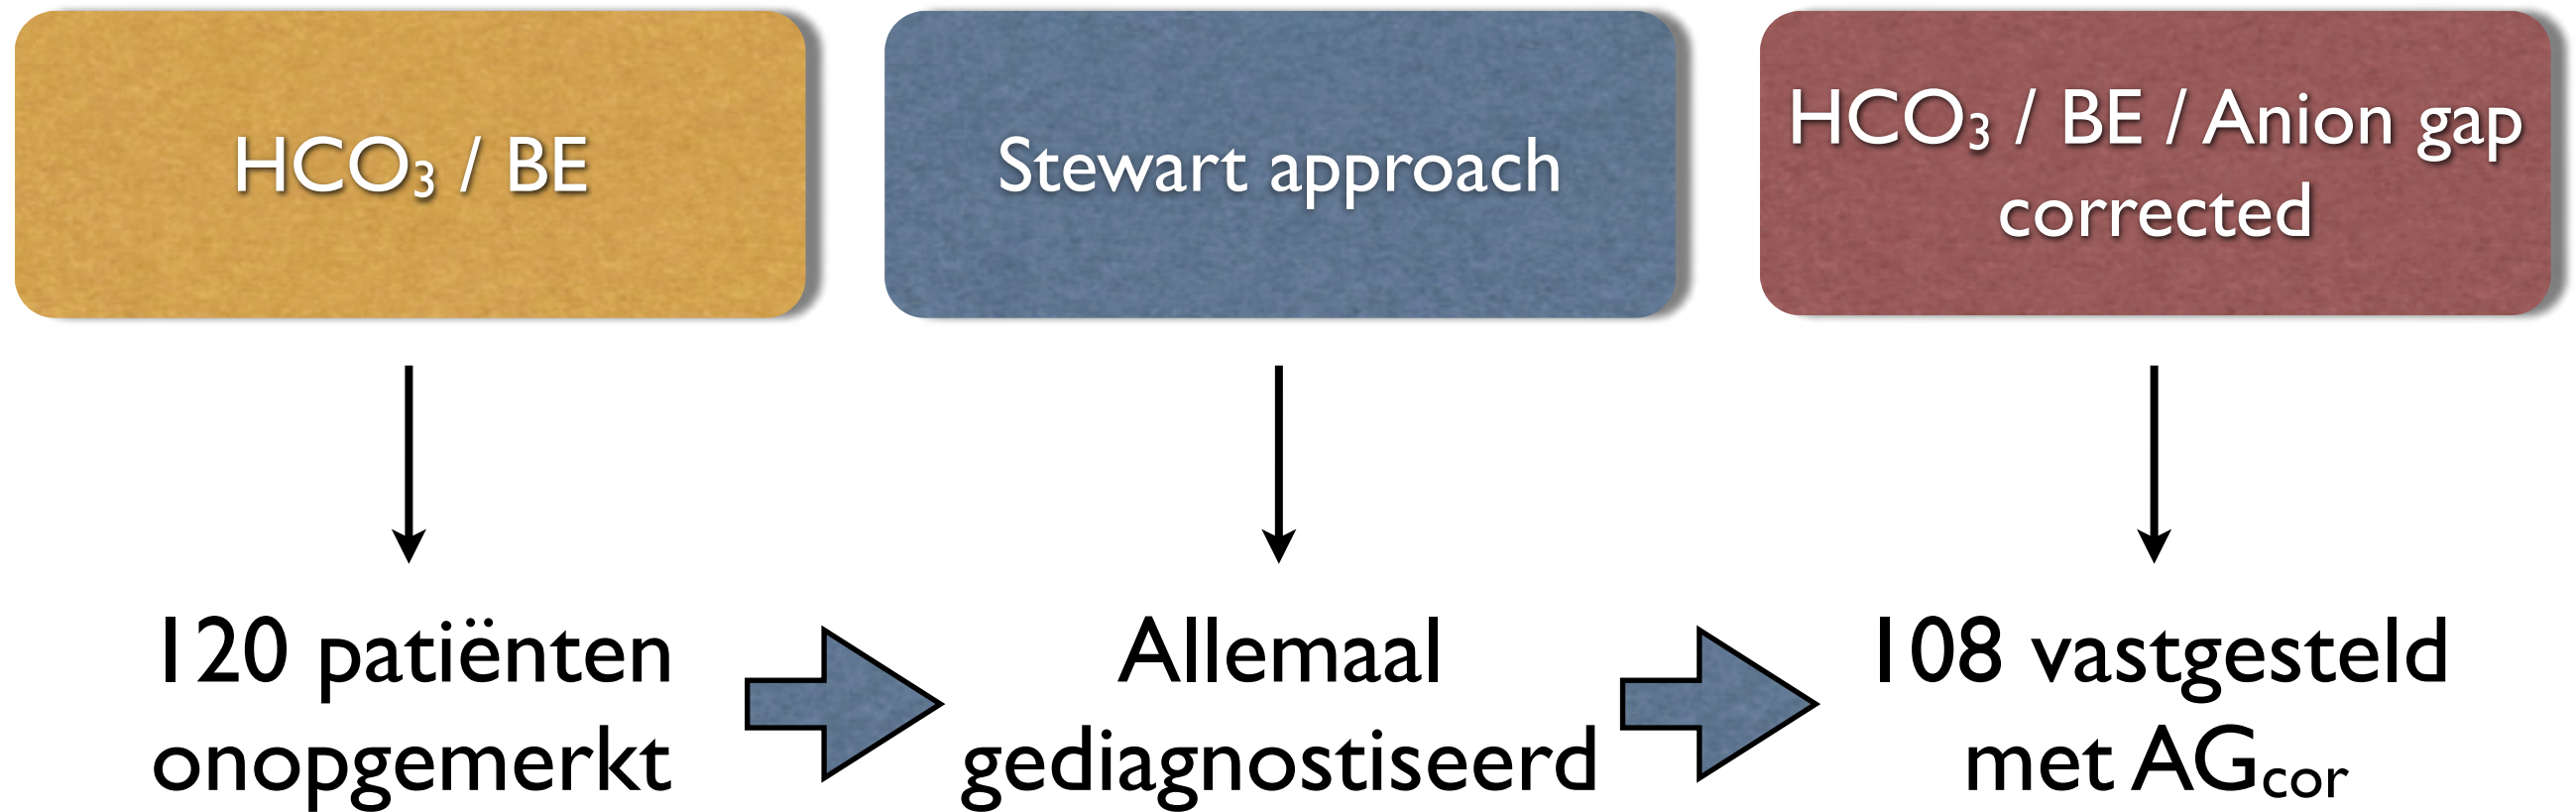 HCO₃ / BE
Stewart approach
HCO₃ / BE / Anion gap
corrected
120 patiënten
onopgemerkt
Allemaal
gediagnostiseerd
108 vastgesteld
met AGcor